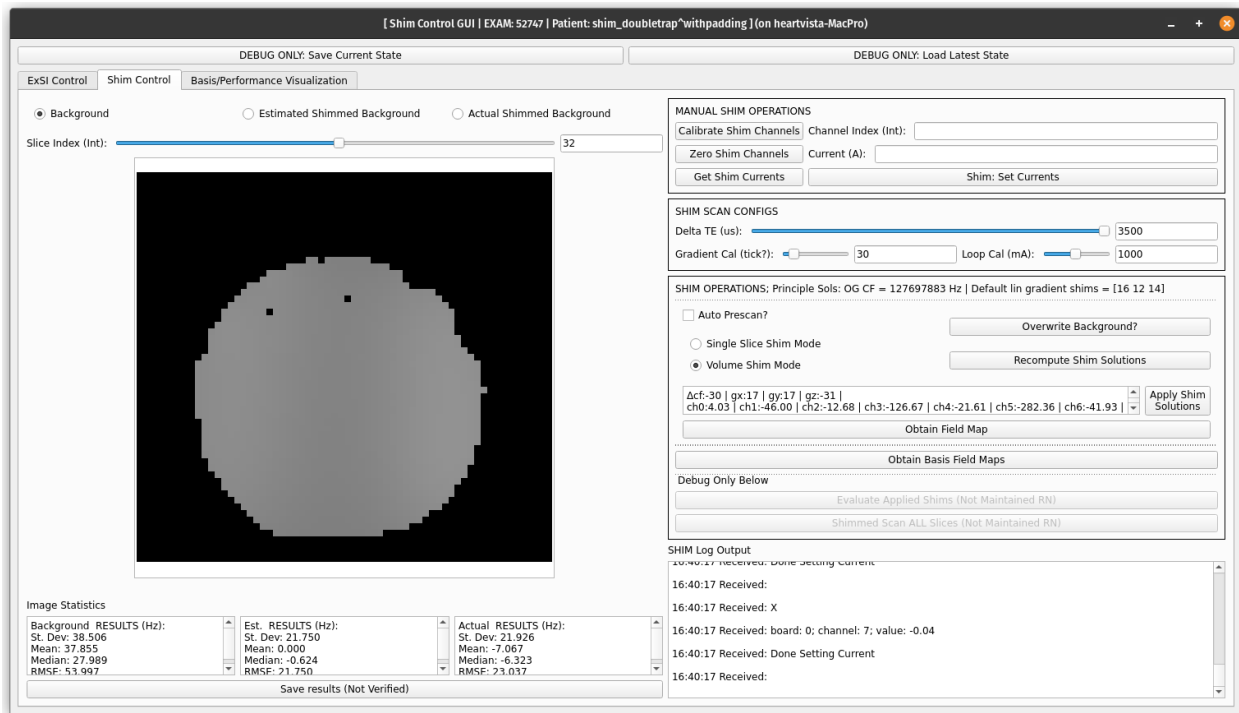 [ Shim Control GUI | EXAM: 52747 | Patient: shim_doubletrap^withpadding ] (on heartvista-MacPro)
DEBUG ONLY: Save Current State
DEBUG ONLY: Load Latest State
ExSI Control
Shim Control
Basis/Performance Visualization
Background
Estimated Shimmed Background
Actual Shimmed Background
Slice Index (Int):
32
Image Statistics
Background RESULTS (Hz):
St. Dev: 38.506
Mean: 37.855
Median: 27.989
RMSE: 53.997
Est. RESULTS (Hz):
St. Dev: 21.750
Mean: 0.000
Median: -0.624
RMSE: 21.750
Actual RESULTS (Hz):
St. Dev: 21.926
Mean: -7.067
Median: -6.323
RMSE: 23.037
Save results (Not Verified)
MANUAL SHIM OPERATIONS
Calibrate Shim Channels
Channel Index (Int):
Zero Shim Channels
Current (A):
Get Shim Currents
Shim: Set Currents
SHIM SCAN CONFIGS
Delta TE (us):
3500
Gradient Cal (tick?):
30
Loop Cal (mA):
1000
SHIM OPERATIONS; Principle Sols: OG CF = 127697883 Hz | Default lin gradient shims = [16 12 14]
Auto Prescan?
Overwrite Background?
Single Slice Shim Mode
Volume Shim Mode
Recompute Shim Solutions
Δcf:-30 | gx:17 | gy:17 | gz:-31 |
ch0:4.03 | ch1:-46.00 | ch2:-12.68 | ch3:-126.67 | ch4:-21.61 | ch5:-282.36 | ch6:-41.93 |
Apply Shim
Solutions
Obtain Field Map
Obtain Basis Field Maps
Debug Only Below
Evaluate Applied Shims (Not Maintained RN)
Shimmed Scan ALL Slices (Not Maintained RN)
SHIM Log Output
16:40:17 Received: Done Setting Current
16:40:17 Received:
16:40:17 Received: X
16:40:17 Received: board: 0; channel: 7; value: -0.04
16:40:17 Received: Done Setting Current
16:40:17 Received: